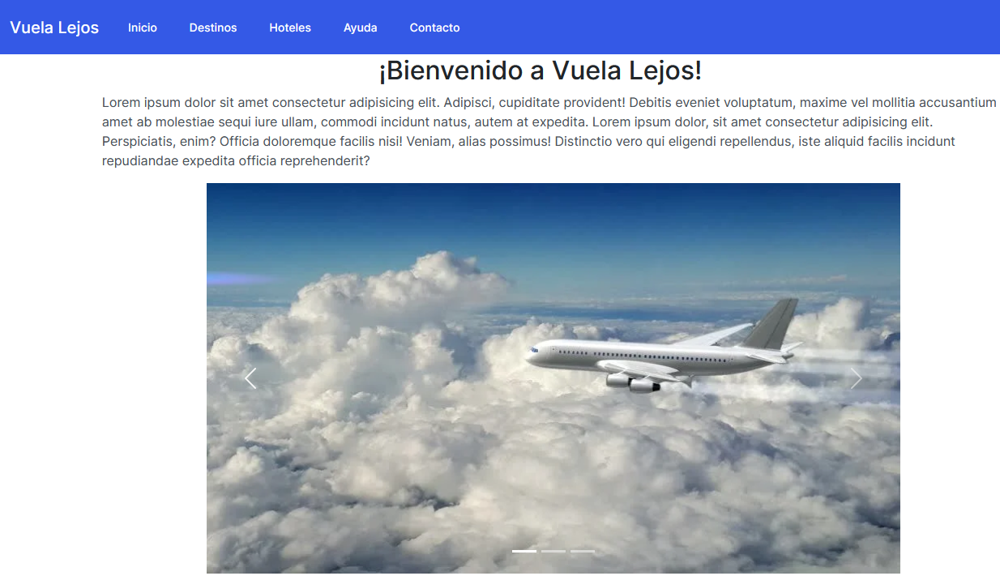 Vuela Lejos Inicio Destinos Hoteles Ayuda Contacto
¡Bienvenido a Vuela Lejos!
Lorem ipsum dolor sit amet consectetur adipisicing elit. Adipisci, cupiditate provident! Debitis eveniet voluptatum, maxime vel mollitia accusantium
amet ab molestiae sequi iure ullam, commodi incidunt natus, autem at expedita. Lorem ipsum dolor, sit amet consectetur adipisicing elit.
Perspiciatis, enim? Officia doloremque facilis nisi! Veniam, alias possimus! Distinctio vero qui eligendi repellendus, iste aliquid facilis incidunt
repudiandae expedita officia reprehenderit?